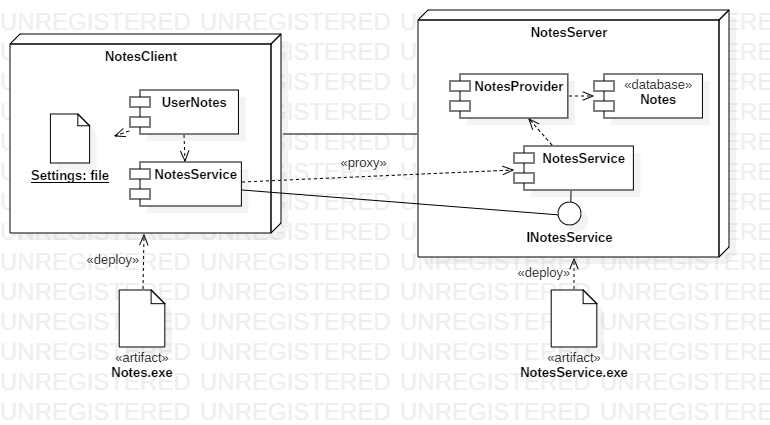 NotesClient
UserNotes
Settings: file
NotesService
«proxy»
NotesServer
NotesProvider
«database»
Notes
NotesService
INotesService
«deploy»
«artifact»
Notes.exe
«deploy»
«artifact»
NotesService.exe
UNREGISTERED UNREGISTERED UNREGISTERED UNREGISTERED